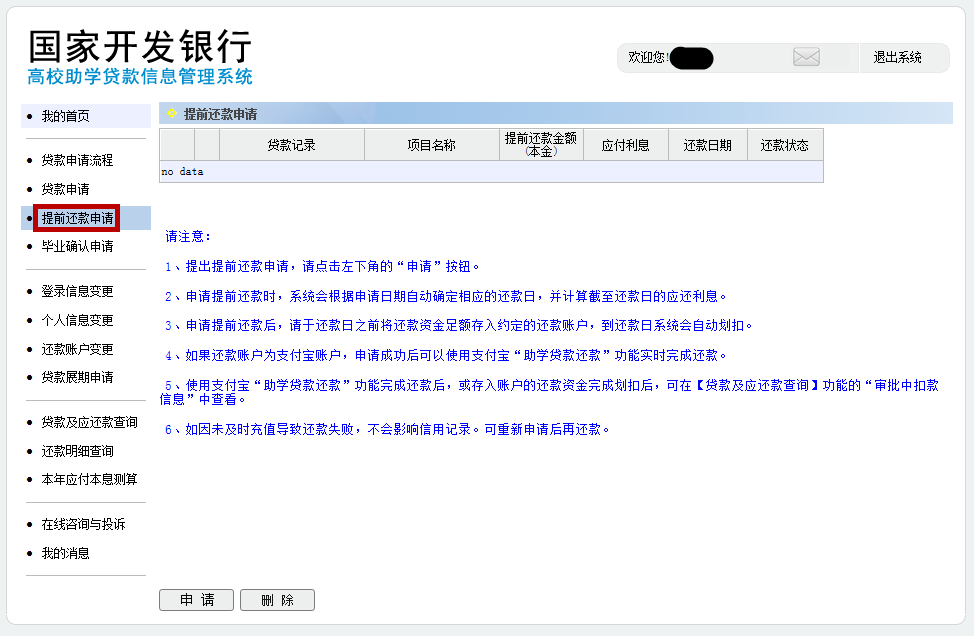 国家开发银行
高校助学贷款信息管理系统
欢迎您!
退出系统
我的首页
贷款申请流程
贷款申请
提前还款申请
毕业确认申请
登录信息变更
个人信息变更
还款账户变更
贷款展期申请
贷款及应还款查询
还款明细查询
本年应付本息测算
在线咨询与投诉
我的消息
提前还款申请
贷款记录 项目名称 提前还款金额 应付利息 还款日期 还款状态
（本金）
no data
请注意：
1、提出提前还款申请，请点击左下角的“申请”按钮。
2、申请提前还款时，系统会根据申请日期自动确定相应的还款日，并计算截至还款日的应还利息。
3、申请提前还款后，请于还款日之前将还款资金足额存入约定的还款账户，到还款日系统会自动划扣。
4、如果还款账户为支付宝账户，申请成功后可以使用支付宝“助学贷款还款”功能实时完成还款。
5、使用支付宝“助学贷款还款”功能完成还款后，或存入账户的还款资金完成划扣后，可在【贷款及应还款查询】功能的“审批中扣款
信息”中查看。
6、如因未及时充值导致还款失败，不会影响信用记录。可重新申请后再还款。
申 请
删 除